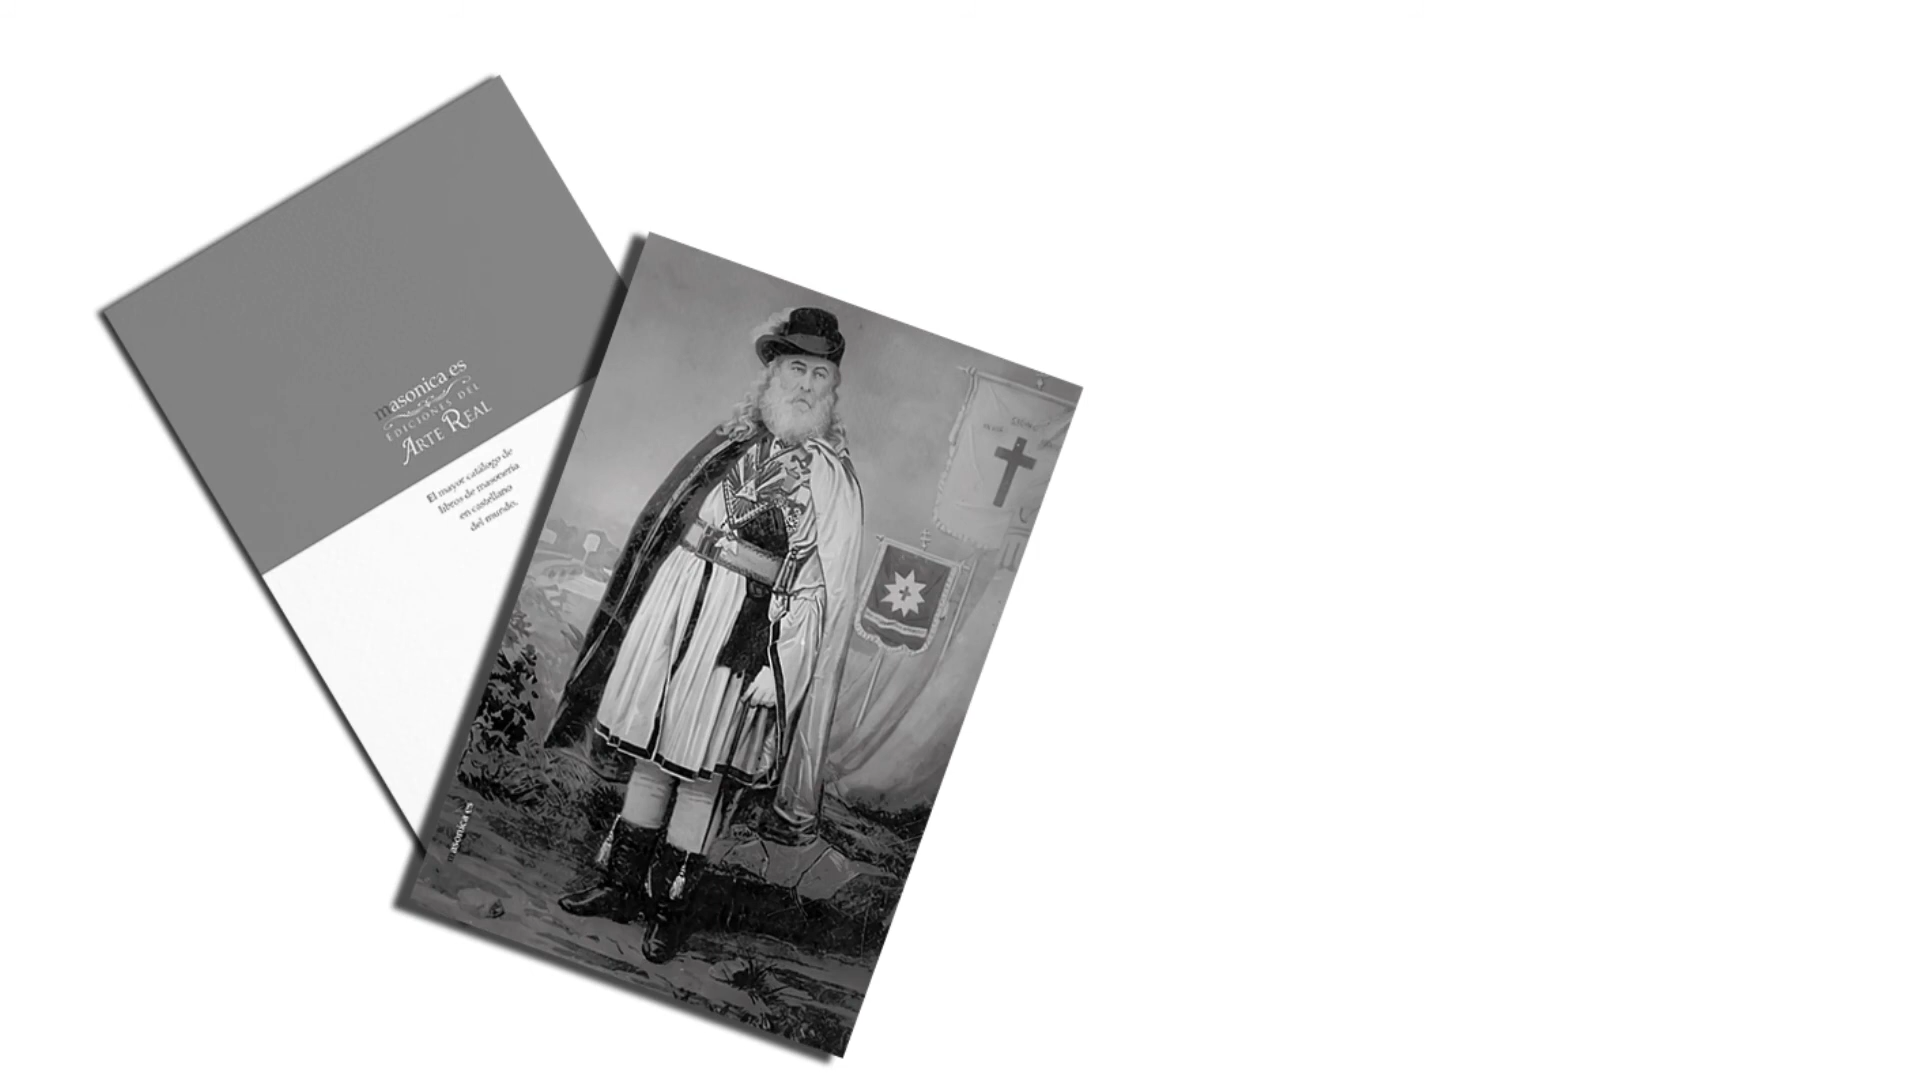 masonica es
EDICIONES DEL
ARTE REAL
El mayor catálogo de
libros de masonería
en castellano
del mundo.
masonica es